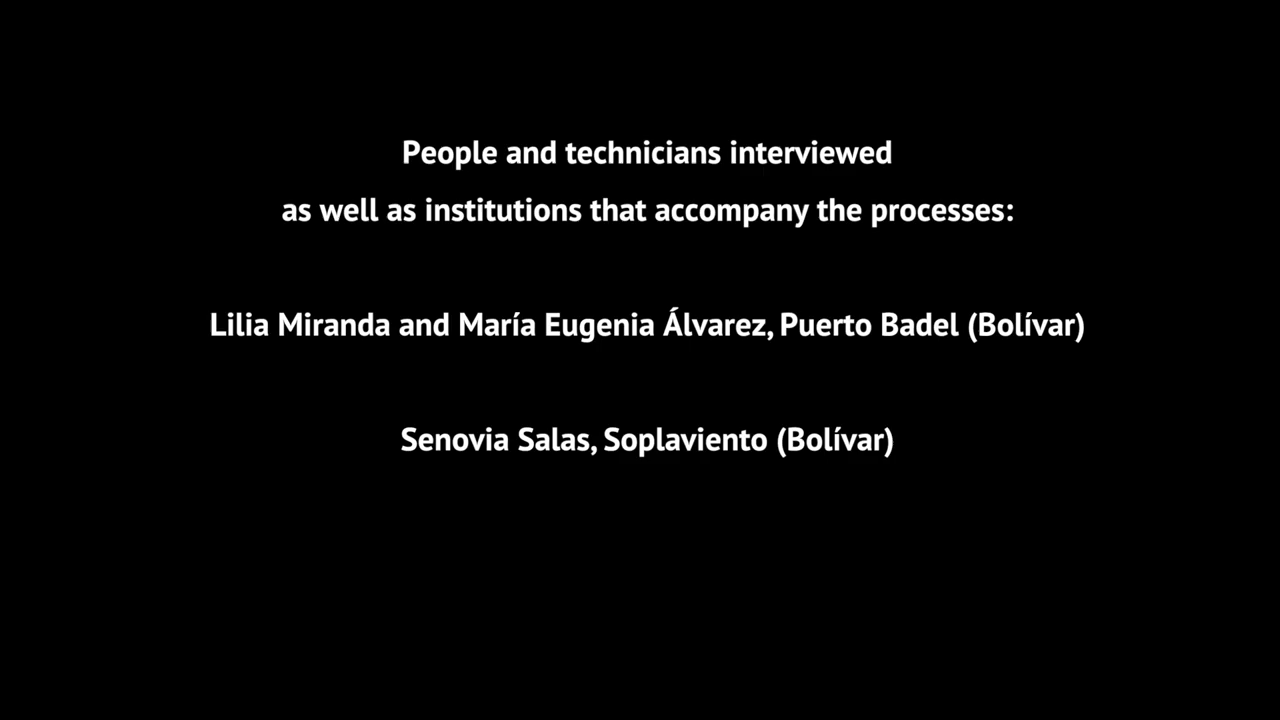 People and technicians interviewed
as well as institutions that accompany the processes:
Lilia Miranda and María Eugenia Álvarez, Puerto Badel (Bolívar)
Senovia Salas, Soplaviento (Bolívar)